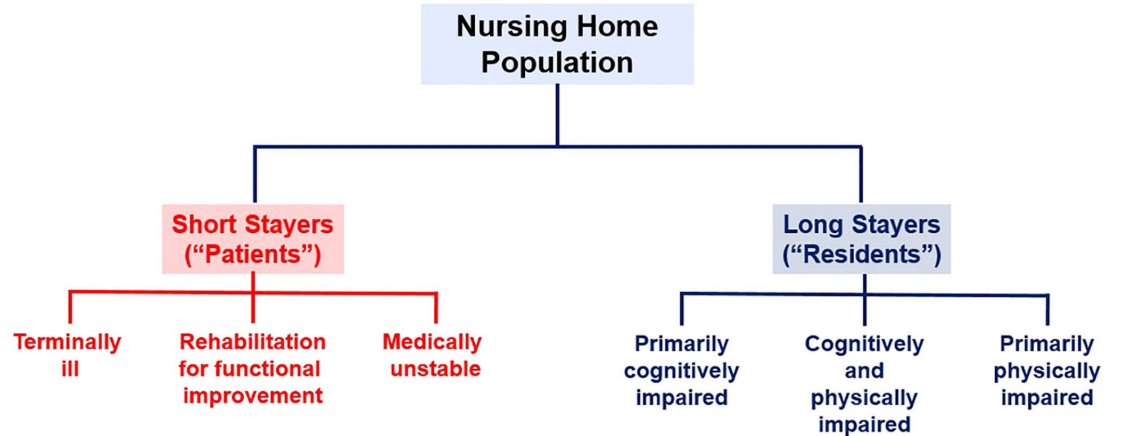 Nursing Home
Population
Short Stayers
(“Patients”)
Long Stayers
(“Residents”)
Terminally
ill
Rehabilitation
for functional
improvement
Medically
unstable
Primarily
cognitively
impaired
Cognitively
and
physically
impaired
Primarily
physically
impaired